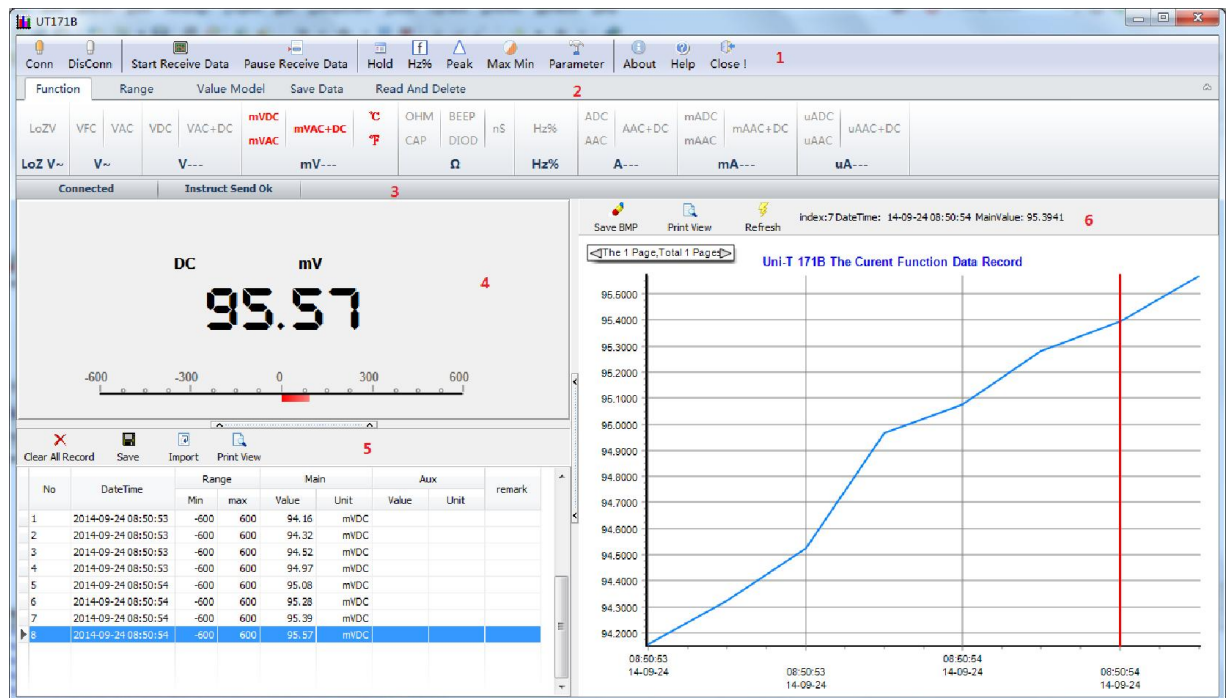 UT171B
Conn DisConn Start Receive Data Pause Receive Data Hold Hz% Peak Max Min Parameter About Help Close ! 1
Function Range Value Model Save Data Read And Delete 2
mVDC ℃ OHM BEEP ADC mADC uADC
LoZV VFC VAC VDC VAC+DC mVAC+DC nS Hz% AAC+DC mAAC+DC uAAC+DC
mVAC ℉ CAP DIOD AAC mAAC uAAC
LoZ V~ V~ V--- mV--- Ω Hz% A--- mA--- uA---
Connected Instruct Send Ok 3
DC mV
4
95.57
-600 -300 0 300 600
Clear All Record Save Import Print View 5
No DateTime Range Main Aux remark
Min max Value Unit Value Unit
1 2014-09-24 08:50:53 -600 600 94.16 mVDC
2 2014-09-24 08:50:53 -600 600 94.32 mVDC
3 2014-09-24 08:50:53 -600 600 94.52 mVDC
4 2014-09-24 08:50:53 -600 600 94.97 mVDC
5 2014-09-24 08:50:54 -600 600 95.08 mVDC
6 2014-09-24 08:50:54 -600 600 95.28 mVDC
7 2014-09-24 08:50:54 -600 600 95.39 mVDC
8 2014-09-24 08:50:54 -600 600 95.57 mVDC
Save BMP Print View Refresh index:7 DateTime: 14-09-24 08:50:54 MainValue: 95.3941 6
The 1 Page,Total 1 Pages
Uni-T 171B The Curent Function Data Record
95.5000
95.4000
95.3000
95.2000
95.1000
95.0000
94.9000
94.8000
94.7000
94.6000
94.5000
94.4000
94.3000
94.2000
08:50:53
14-09-24
08:50:53
14-09-24
08:50:54
14-09-24
08:50:54
14-09-24